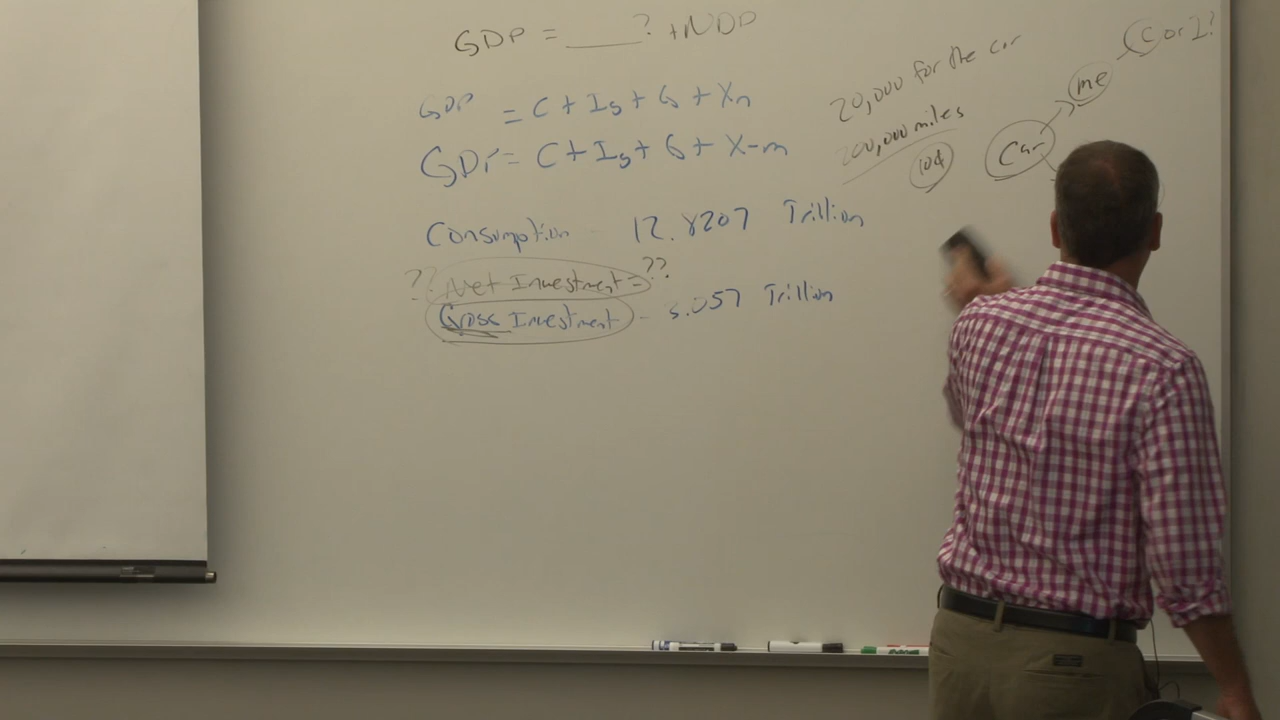 GDP = ____? + NDP
GDP = C + Ig + G + Xn
GDP = C + Ig + G + X-m
Consumption 12.8207 Trillion
?? Net Investment = ??
Gross Investment - 3.057 Trillion
20,000 for the car
200,000 miles
10¢
Car
me
C or I?